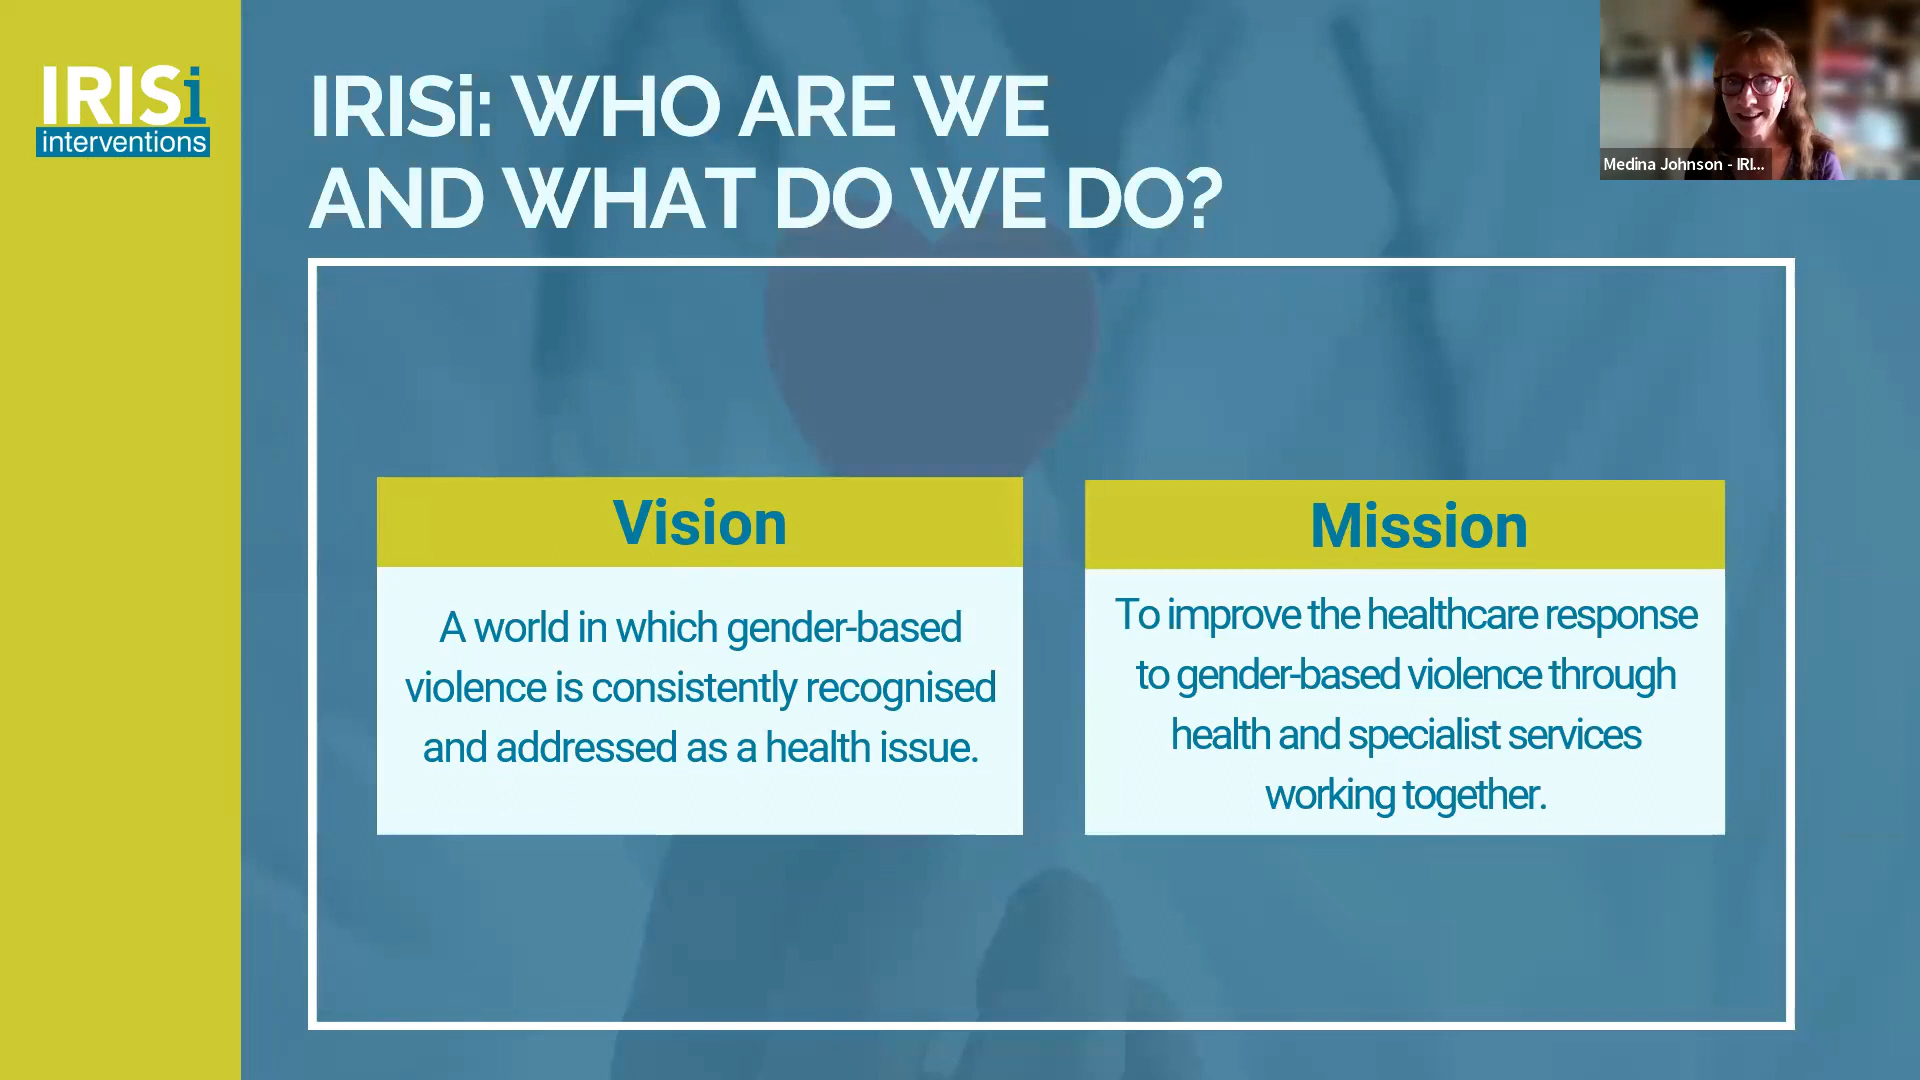 IRISi
interventions
IRISi: WHO ARE WE
AND WHAT DO WE DO?
Medina Johnson - IRI...
Vision
A world in which gender-based
violence is consistently recognised
and addressed as a health issue.
Mission
To improve the healthcare response
to gender-based violence through
health and specialist services
working together.